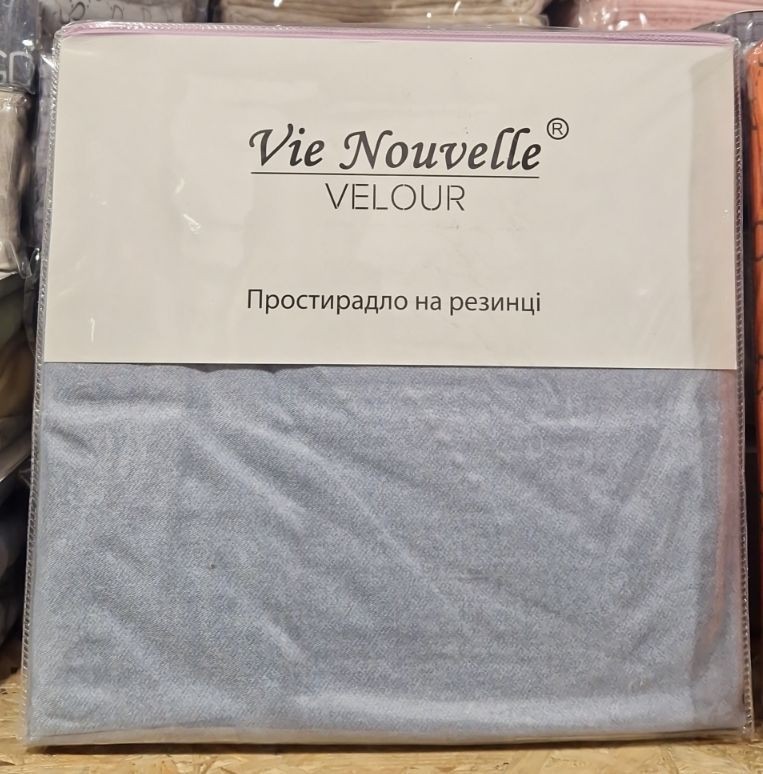 Vie Nouvelle®
VELOUR
Простирадло на резинці